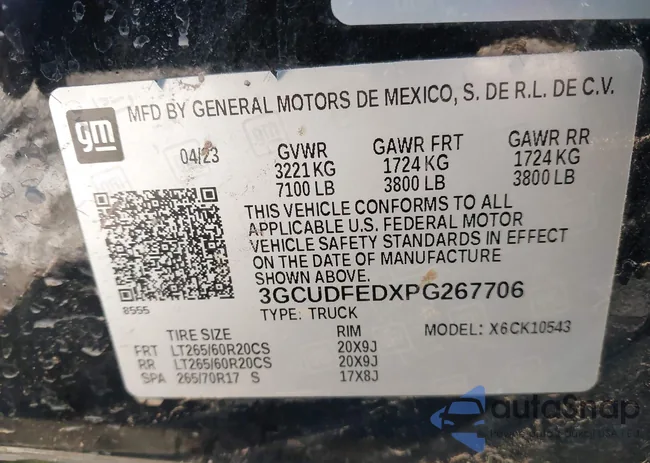 gm
MFD BY GENERAL MOTORS DE MEXICO, S. DE R.L. DE C.V.
04/23 GVWR GAWR FRT GAWR RR
3221 KG 1724 KG 1724 KG
7100 LB 3800 LB 3800 LB
THIS VEHICLE CONFORMS TO ALL
APPLICABLE U.S. FEDERAL MOTOR
VEHICLE SAFETY STANDARDS IN EFFECT
ON THE DATE OF MANUFACTURE
SHOWN ABOVE.
8555
3GCUDFEDXPG267706
TYPE: TRUCK MODEL: X6CK10543
TIRE SIZE RIM
FRT LT265/60R20CS 20X9J
RR LT265/60R20CS 20X9J
SPA 265/70R17 S 17X8J
autoSnap